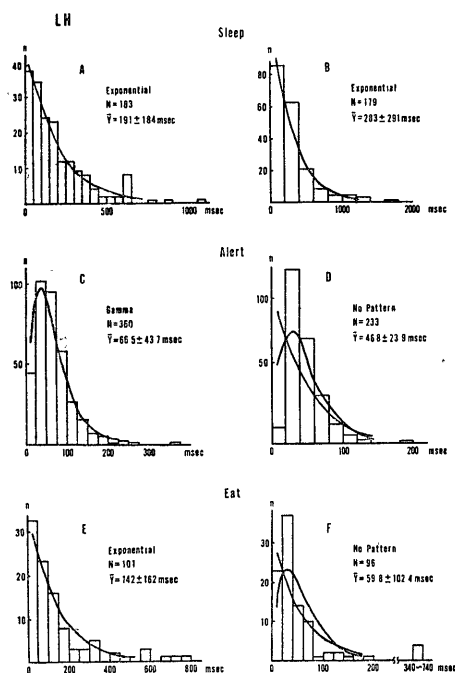 LH
Sleep
n
A
Exponential
N=183
Ȳ=191±184 msec
40
30
20
10
0
500
1000
msec
B
Exponential
N=179
Ȳ=283±291 msec
80
60
40
20
0
1000
2000
msec
Alert
n
C
Gamma
N=360
Ȳ=66.5±43.7 msec
100
50
0
100
200
300
msec
n
D
No Pattern
N=233
Ȳ=46.8±23.9 msec
100
50
0
100
200
msec
Eat
n
E
Exponential
N=101
Ȳ=142±162 msec
30
20
10
0
200
400
600
800
msec
n
F
No Pattern
N=96
Ȳ=59.8±102.4 msec
30
20
10
0
100
200
340-740
msec